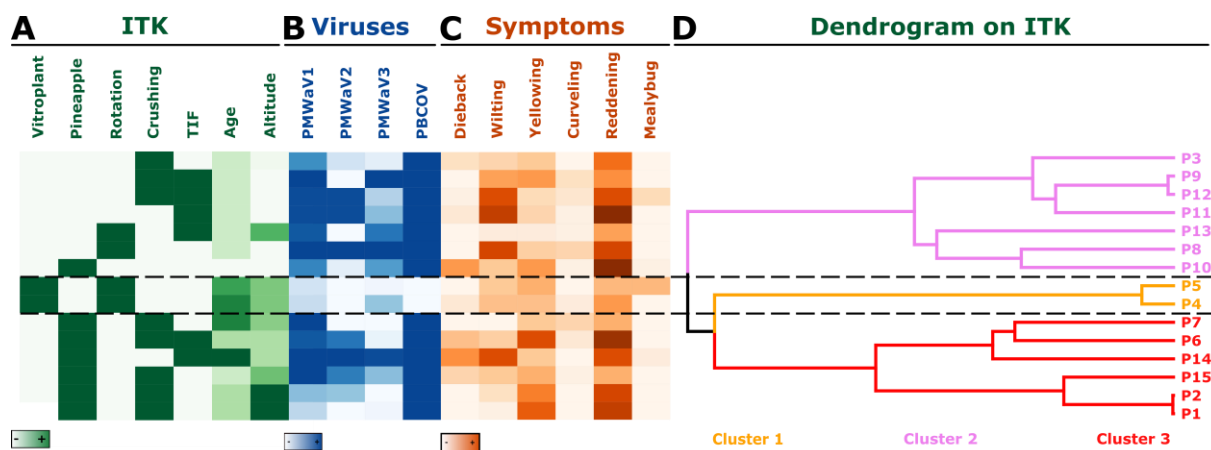 A ITK
B Viruses
C Symptoms
D Dendrogram on ITK
Vitroplant
Pineapple
Rotation
Crushing
TIF
Age
Altitude
PMWaV1
PMWaV2
PMWaV3
PBCOV
Dieback
Wilting
Yellowing
Curveling
Reddening
Mealybug
P3
P9
P12
P11
P13
P8
P10
P5
P4
P7
P6
P14
P15
P2
P1
- +
- +
- +
Cluster 1
Cluster 2
Cluster 3